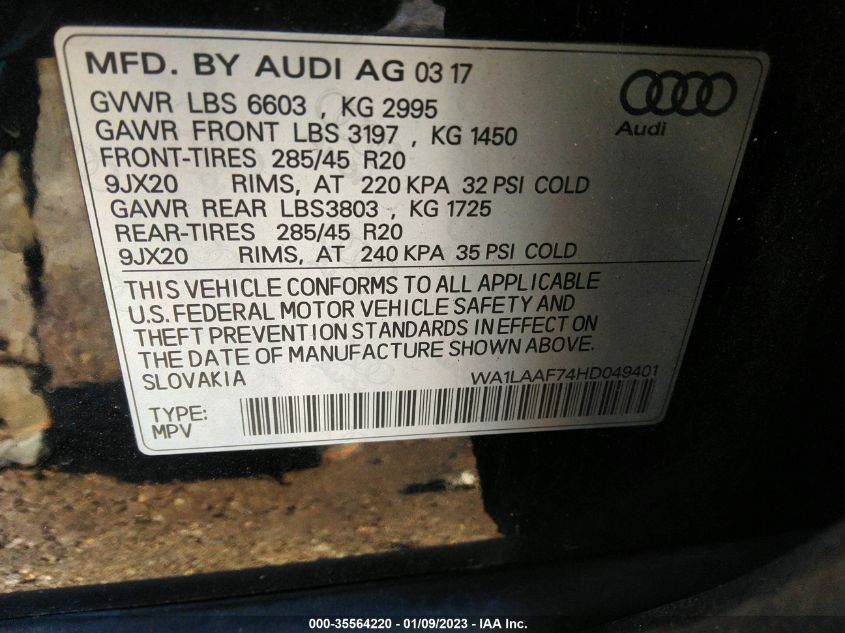 MFD. BY AUDI AG 03 17
GVWR LBS 6603 , KG 2995
GAWR FRONT LBS 3197 , KG 1450
FRONT-TIRES 285/45 R20
9JX20 RIMS, AT 220 KPA 32 PSI COLD
GAWR REAR LBS3803 , KG 1725
REAR-TIRES 285/45 R20
9JX20 RIMS, AT 240 KPA 35 PSI COLD
Audi
THIS VEHICLE CONFORMS TO ALL APPLICABLE
U.S. FEDERAL MOTOR VEHICLE SAFETY AND
THEFT PREVENTION STANDARDS IN EFFECT ON
THE DATE OF MANUFACTURE SHOWN ABOVE.
SLOVAKIA WA1LAAF74HD049401
TYPE:
MPV
000-35564220 - 01/09/2023 - IAA Inc.